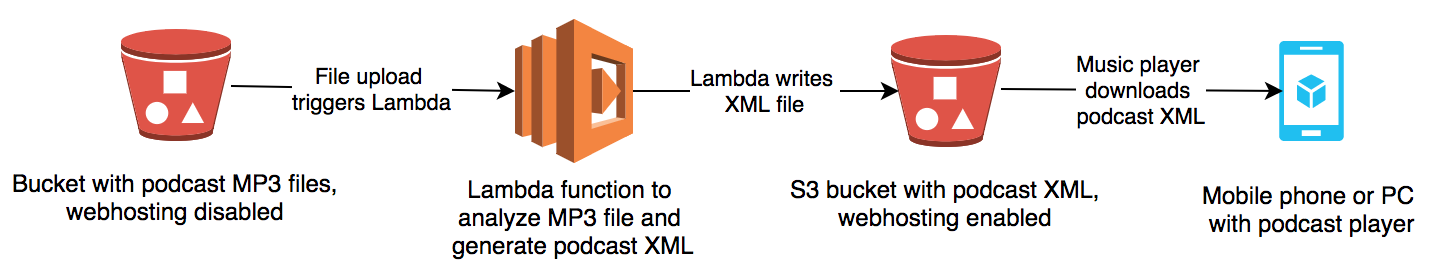 File upload
triggers Lambda
Lambda writes
XML file
Music player
downloads
podcast XML
Bucket with podcast MP3 files,
webhosting disabled
Lambda function to
analyze MP3 file and
generate podcast XML
S3 bucket with podcast XML,
webhosting enabled
Mobile phone or PC
with podcast player